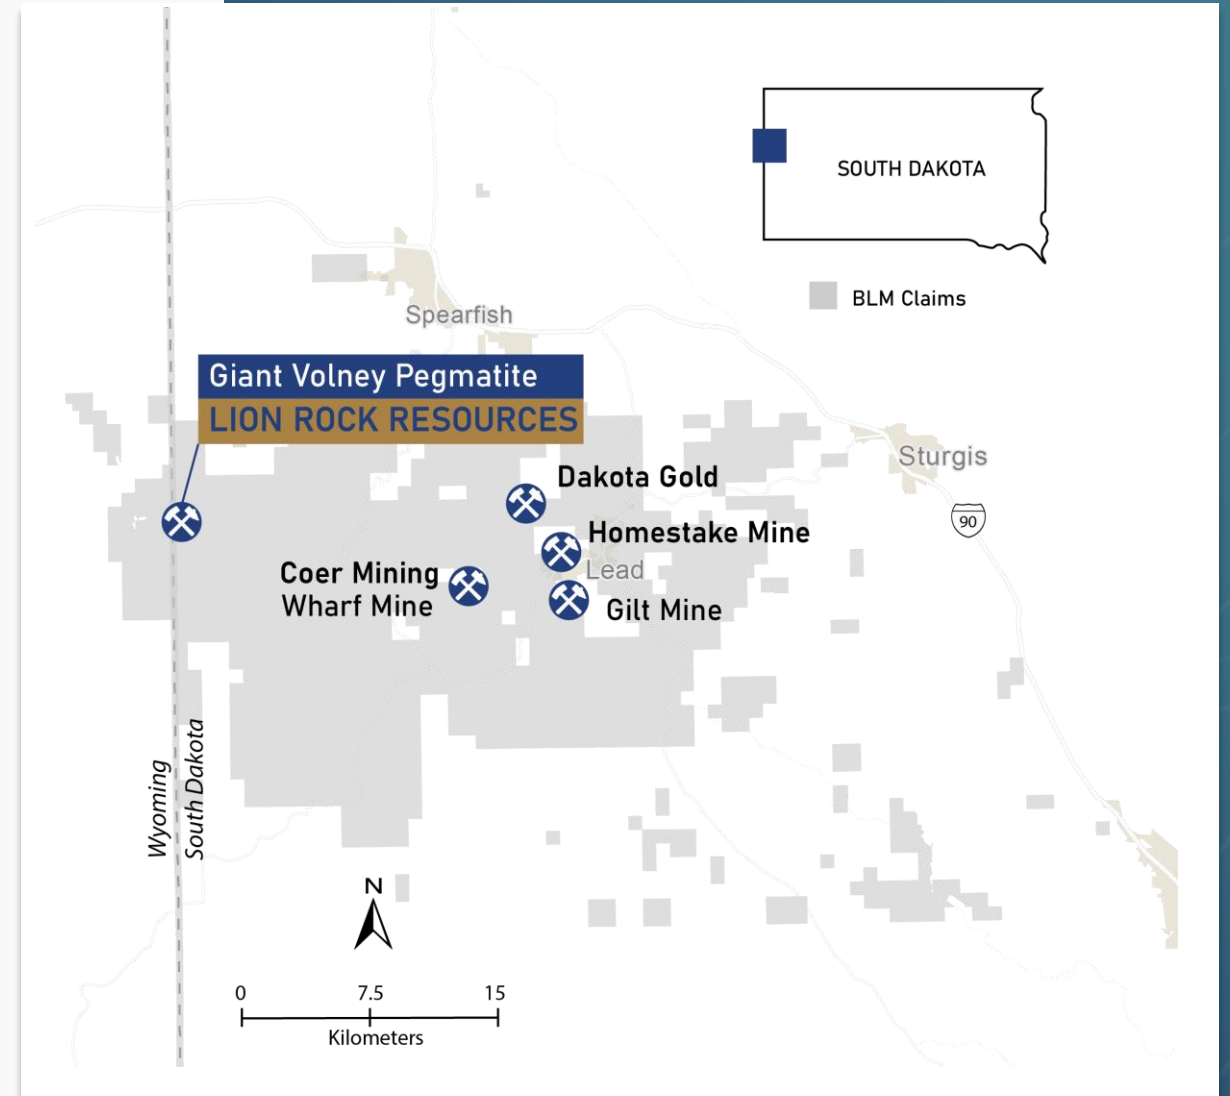 SOUTH DAKOTA
BLM Claims
Spearfish
Giant Volney Pegmatite
LION ROCK RESOURCES
Sturgis
90
Dakota Gold
Homestake Mine
Lead
Coer Mining
Wharf Mine
Gilt Mine
Wyoming
South Dakota
N
0 7.5 15
Kilometers